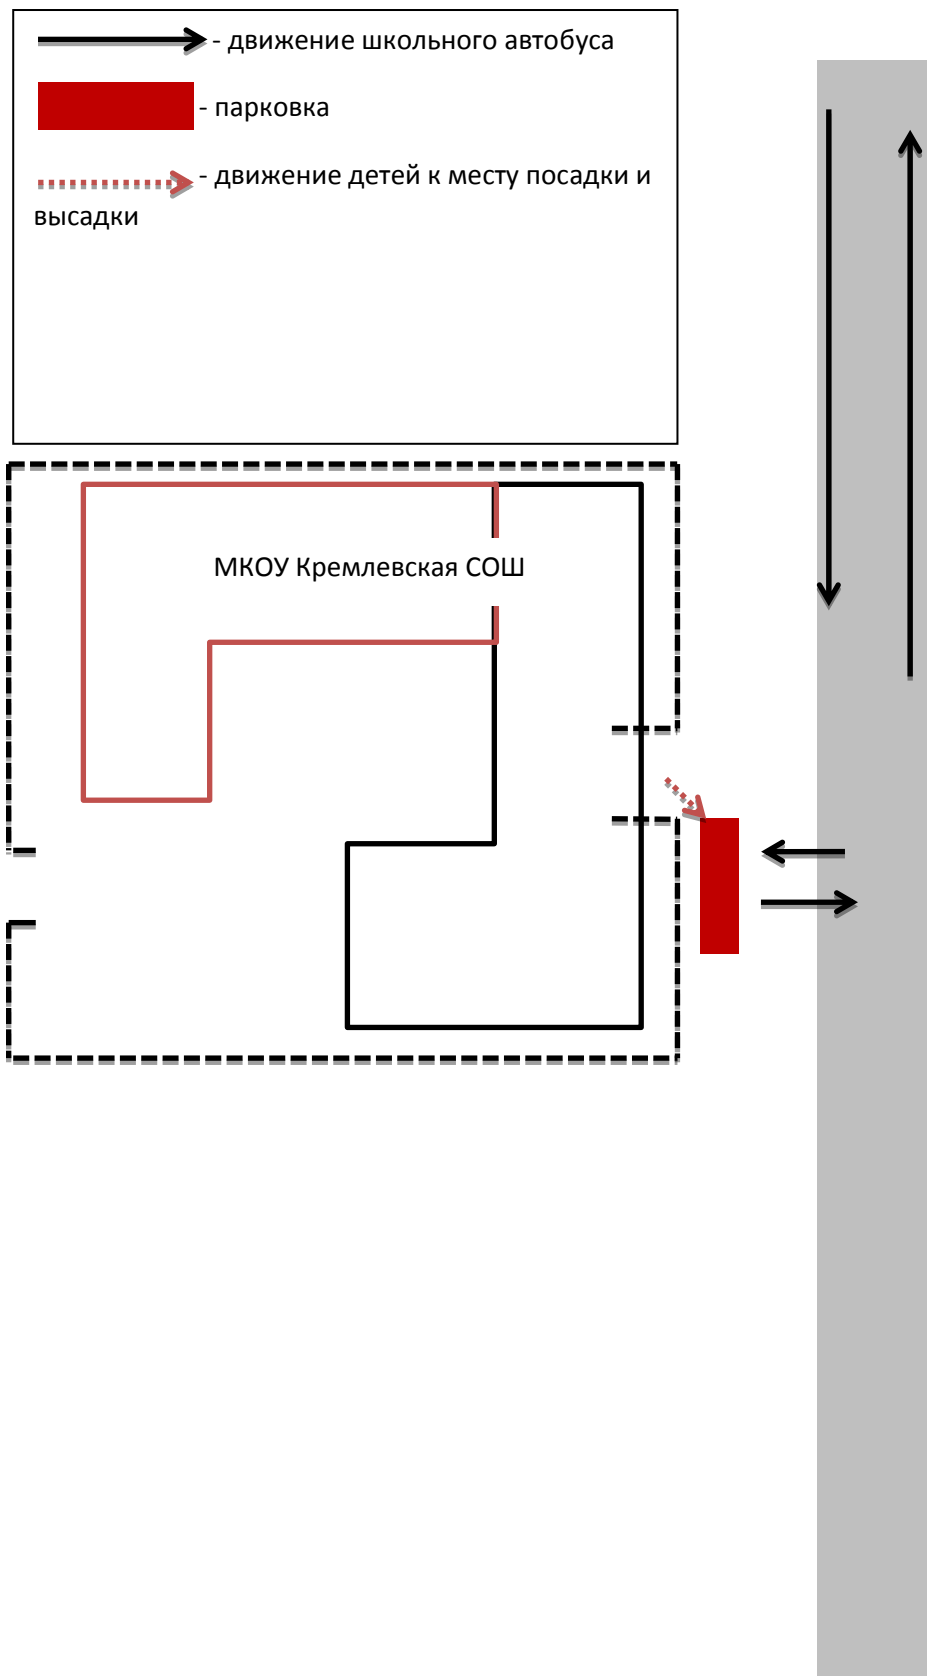 - движение школьного автобуса
- парковка
- движение детей к месту посадки и
высадки
МКОУ Кремлевская СОШ